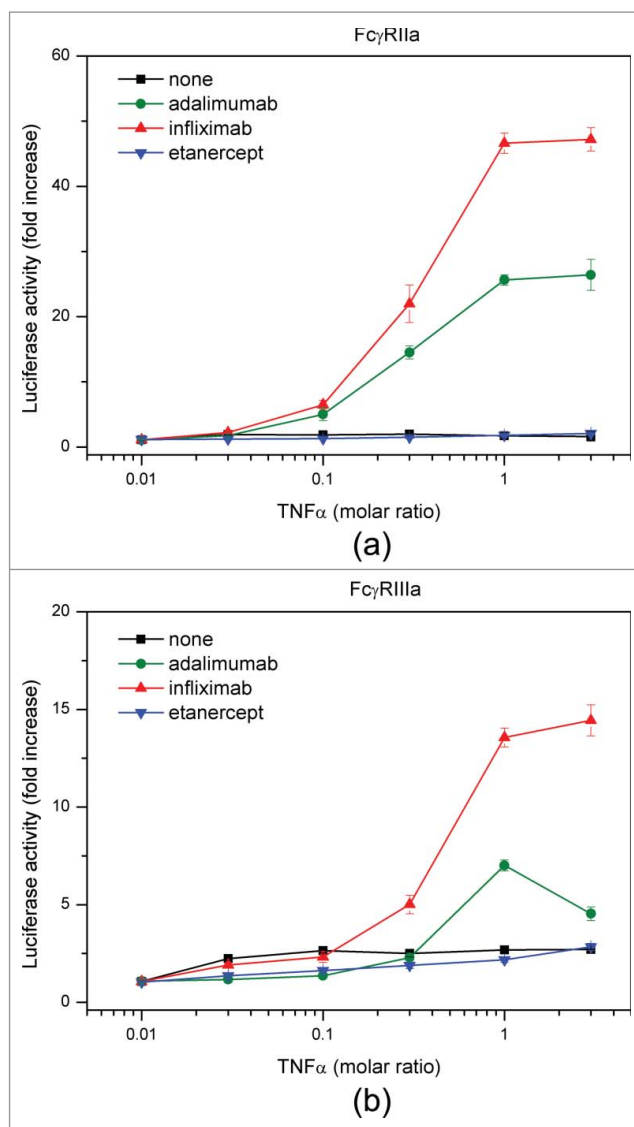 FcγRIIa
60
none
adalimumab
infliximab
etanercept
40
20
0
Luciferase activity (fold increase)
0.01 0.1 1
TNFα (molar ratio)
(a)
FcγRIIIa
20
none
adalimumab
infliximab
etanercept
15
10
5
0
Luciferase activity (fold increase)
0.01 0.1 1
TNFα (molar ratio)
(b)